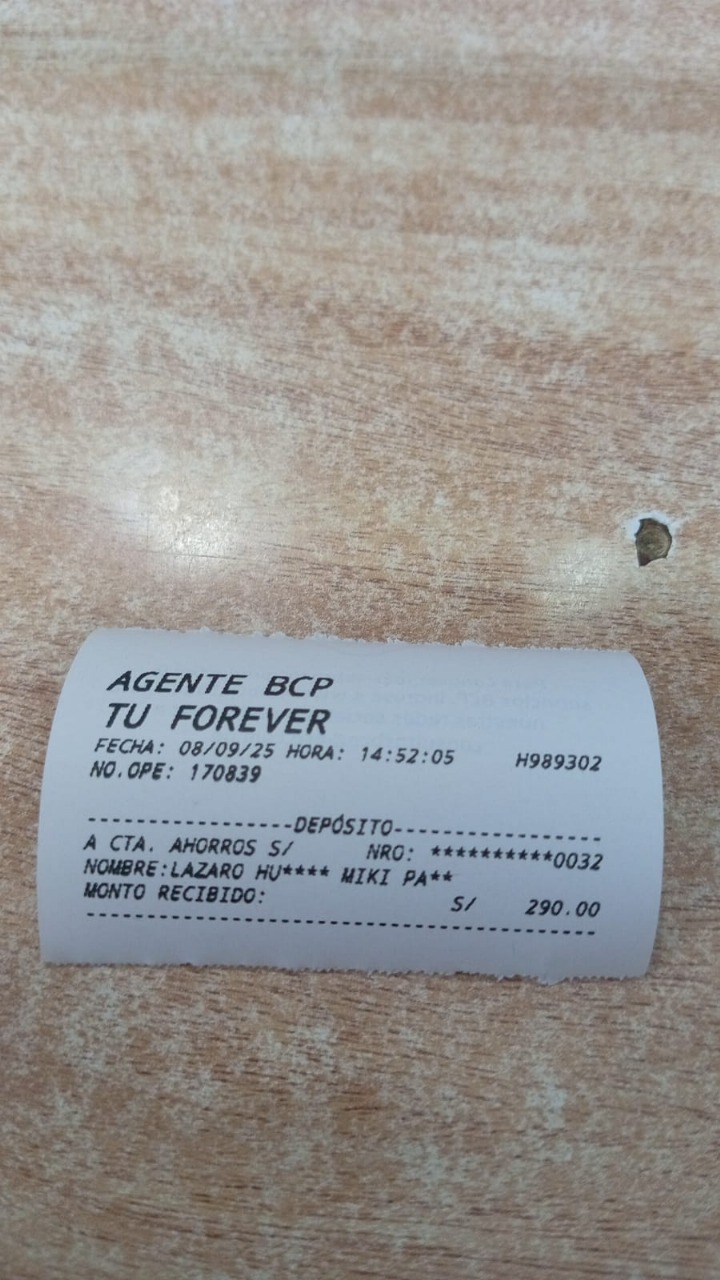 AGENTE BCP
TU FOREVER
FECHA: 08/09/25 HORA: 14:52:05 H989302
NO.OPE: 170839
------------------DEPÓSITO------------------
A CTA. AHORROS S/ NRO: **********0032
NOMBRE:LAZARO HU**** MIKI PA**
MONTO RECIBIDO: S/ 290.00
--------------------------------------------